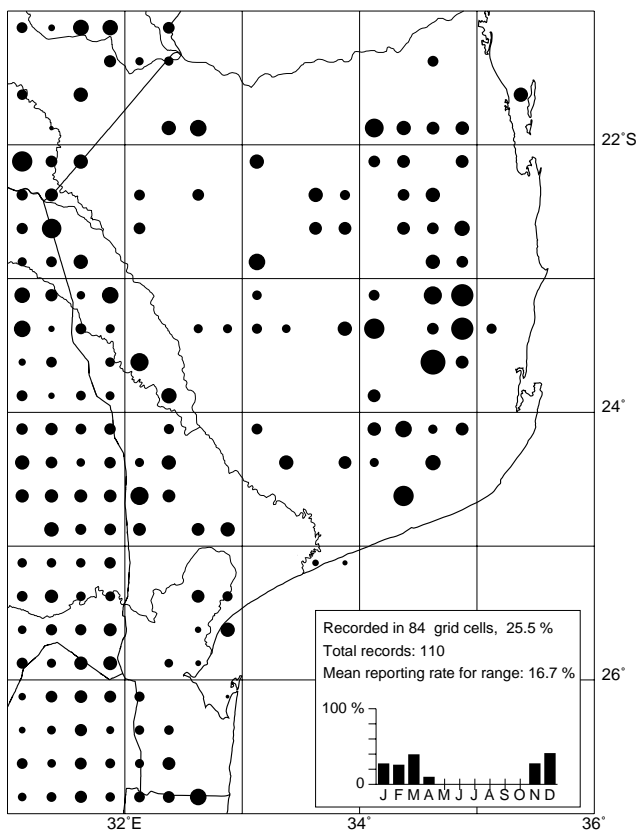 22°S
24°
Recorded in 84 grid cells, 25.5 %
Total records: 110
Mean reporting rate for range: 16.7 %
26°
100 %
0
J F M A M J J A S O N D
32°E
34°
36°